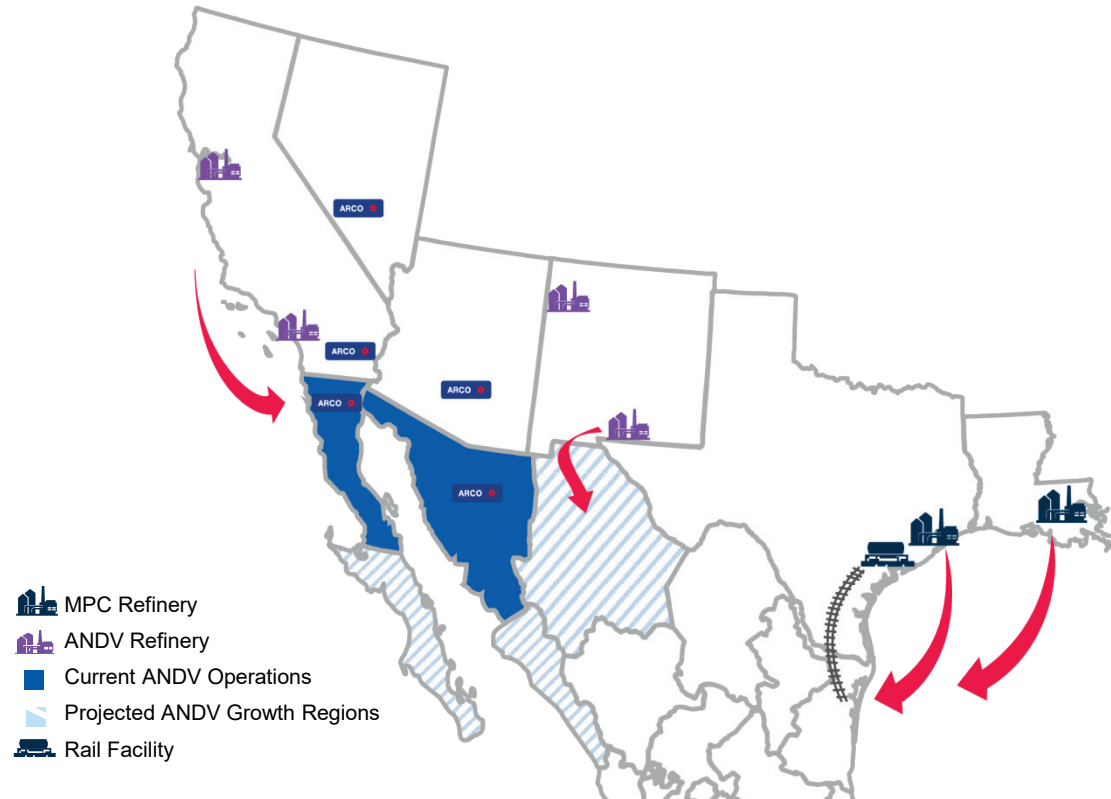 ARCO
ARCO
ARCO
ARCO
ARCO
MPC Refinery
ANDV Refinery
Current ANDV Operations
Projected ANDV Growth Regions
Rail Facility